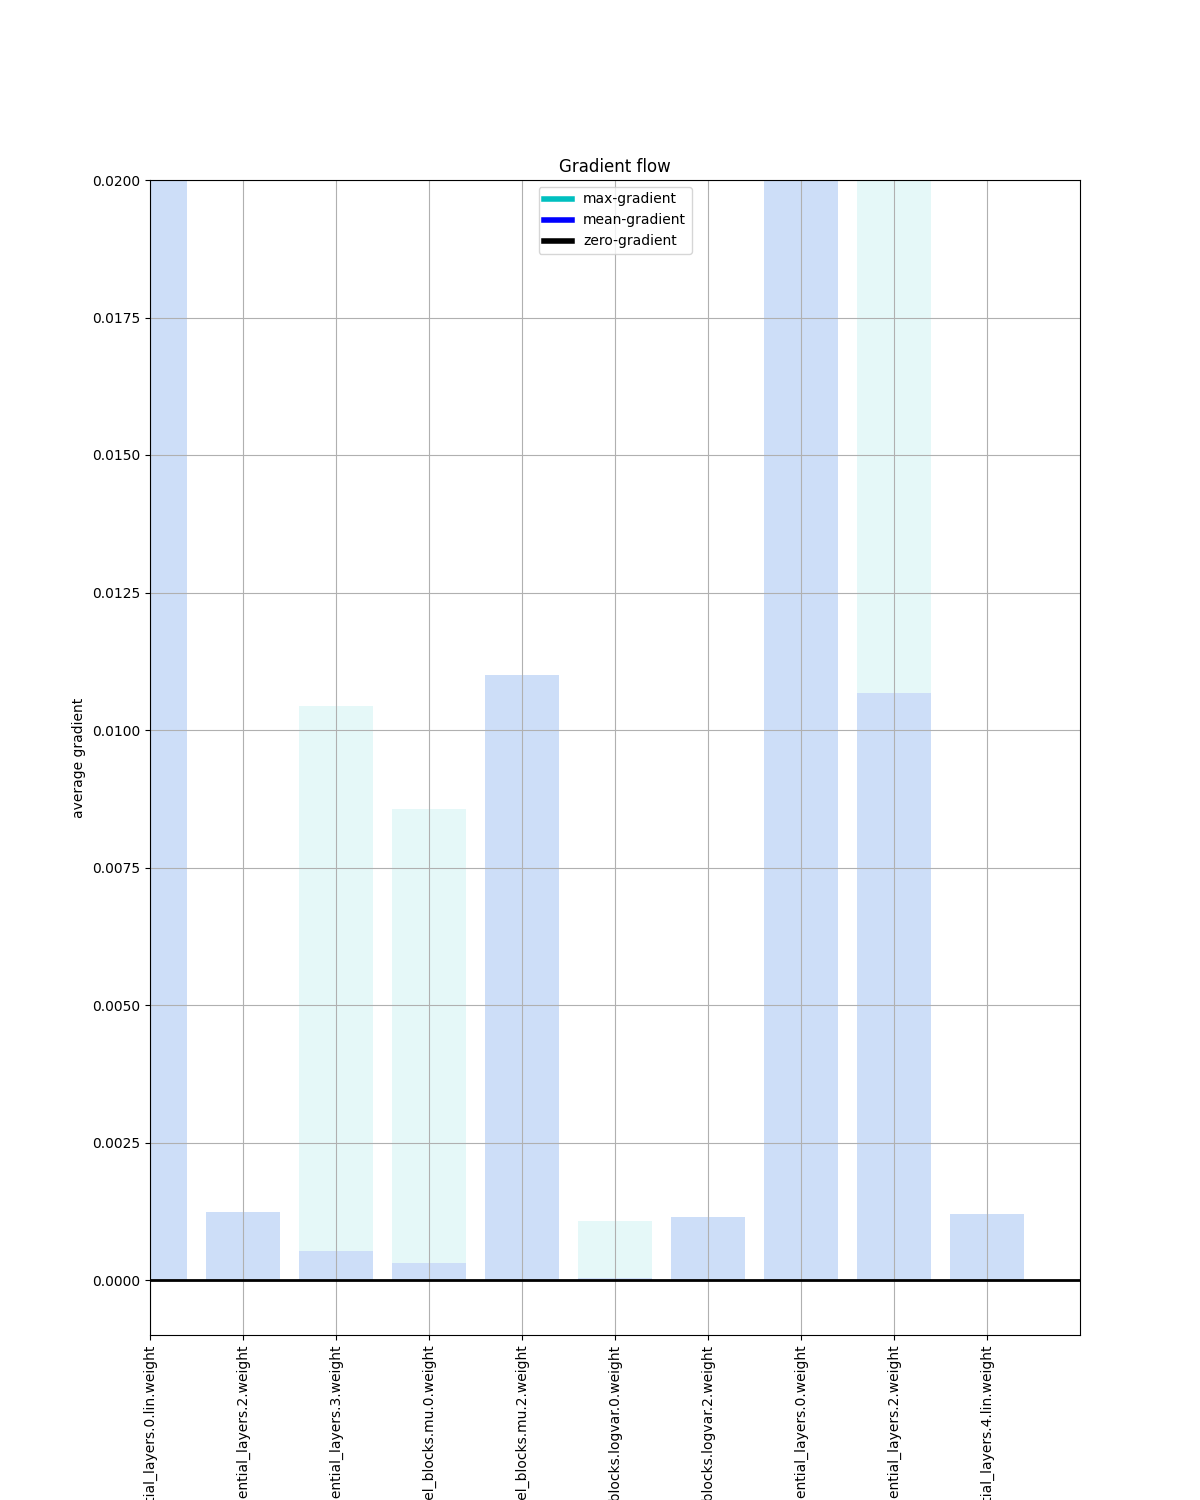 Gradient flow
max-gradient
mean-gradient
zero-gradient
0.0200
0.0175
0.0150
0.0125
0.0100
0.0075
0.0050
0.0025
0.0000
average gradient
tial_layers.0.lin.weight
ential_layers.2.weight
ential_layers.3.weight
el_blocks.mu.0.weight
el_blocks.mu.2.weight
blocks.logvar.0.weight
blocks.logvar.2.weight
ential_layers.0.weight
ential_layers.2.weight
tial_layers.4.lin.weight